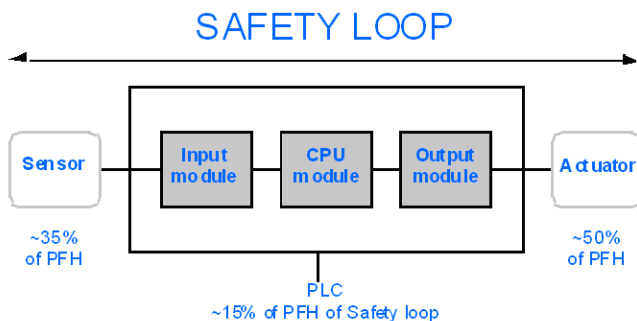 SAFETY LOOP
Sensor
Input
module
CPU
module
Output
module
Actuator
~35%
of PFH
~50%
of PFH
PLC
~15% of PFH of Safety loop